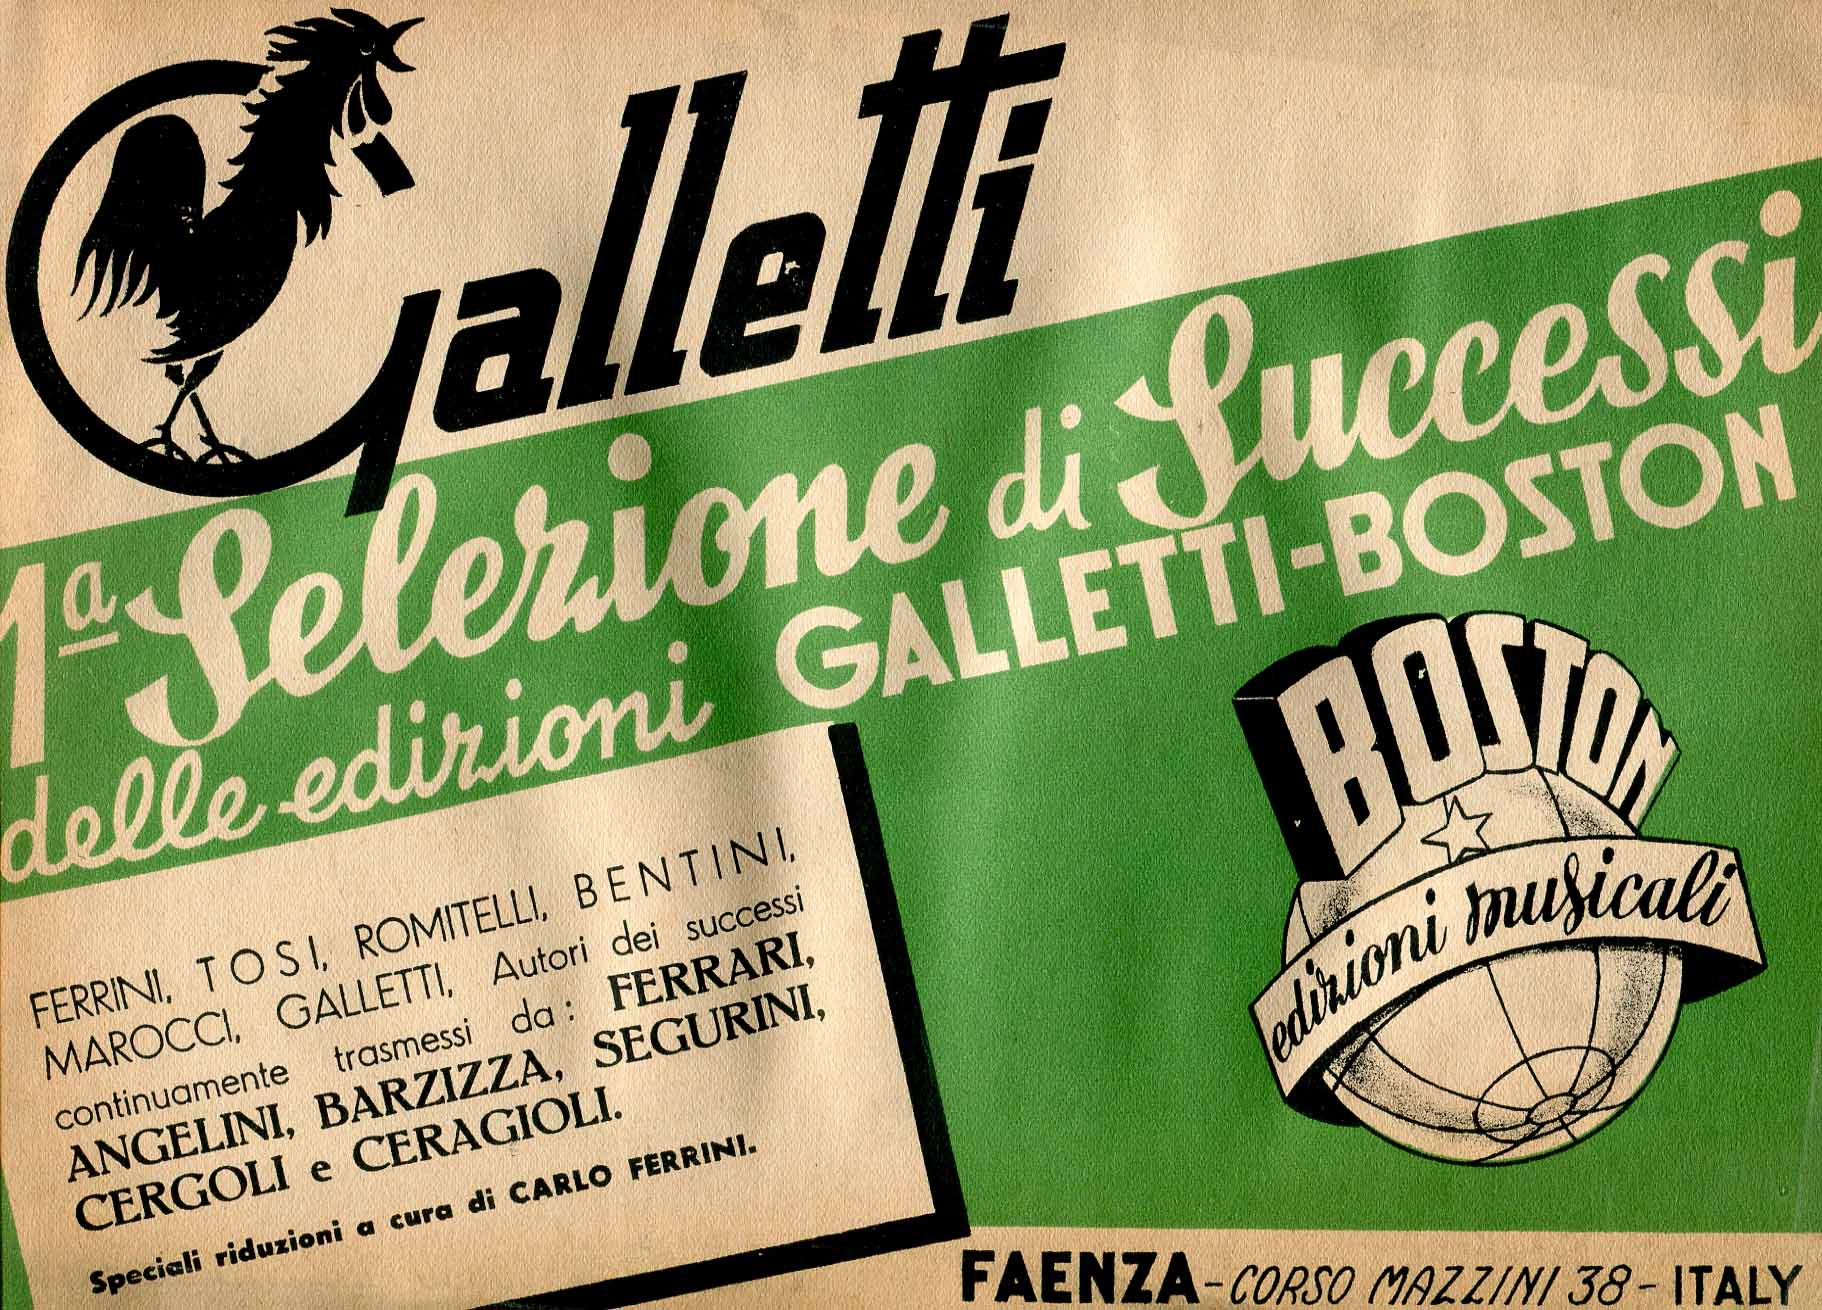 Galletti
1ª Selezione di Successi
delle edizioni GALLETTI-BOSTON
BOSTON
edizioni musicali
FERRINI, TOSI, ROMITELLI, BENTINI,
MAROCCI, GALLETTI, Autori dei successi
continuamente trasmessi da: FERRARI,
ANGELINI, BARZIZZA, SEGURINI,
CERGOLI e CERAGIOLI.
Speciali riduzioni a cura di CARLO FERRINI.
FAENZA - CORSO MAZZINI 38 - ITALY